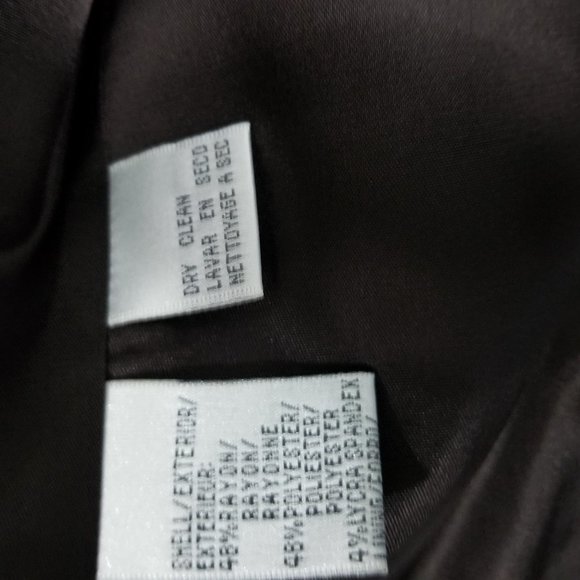 DRY CLEAN
LAVAR EN SECO
NETTOYAGE A SEC
SHELL/EXTERIOR/
EXTERIEUR:
48%RAYON/
RAYON/
RAYONNE
48%POLYESTER/
POLIESTER/
POLYESTER
4%LYCRA SPANDEX